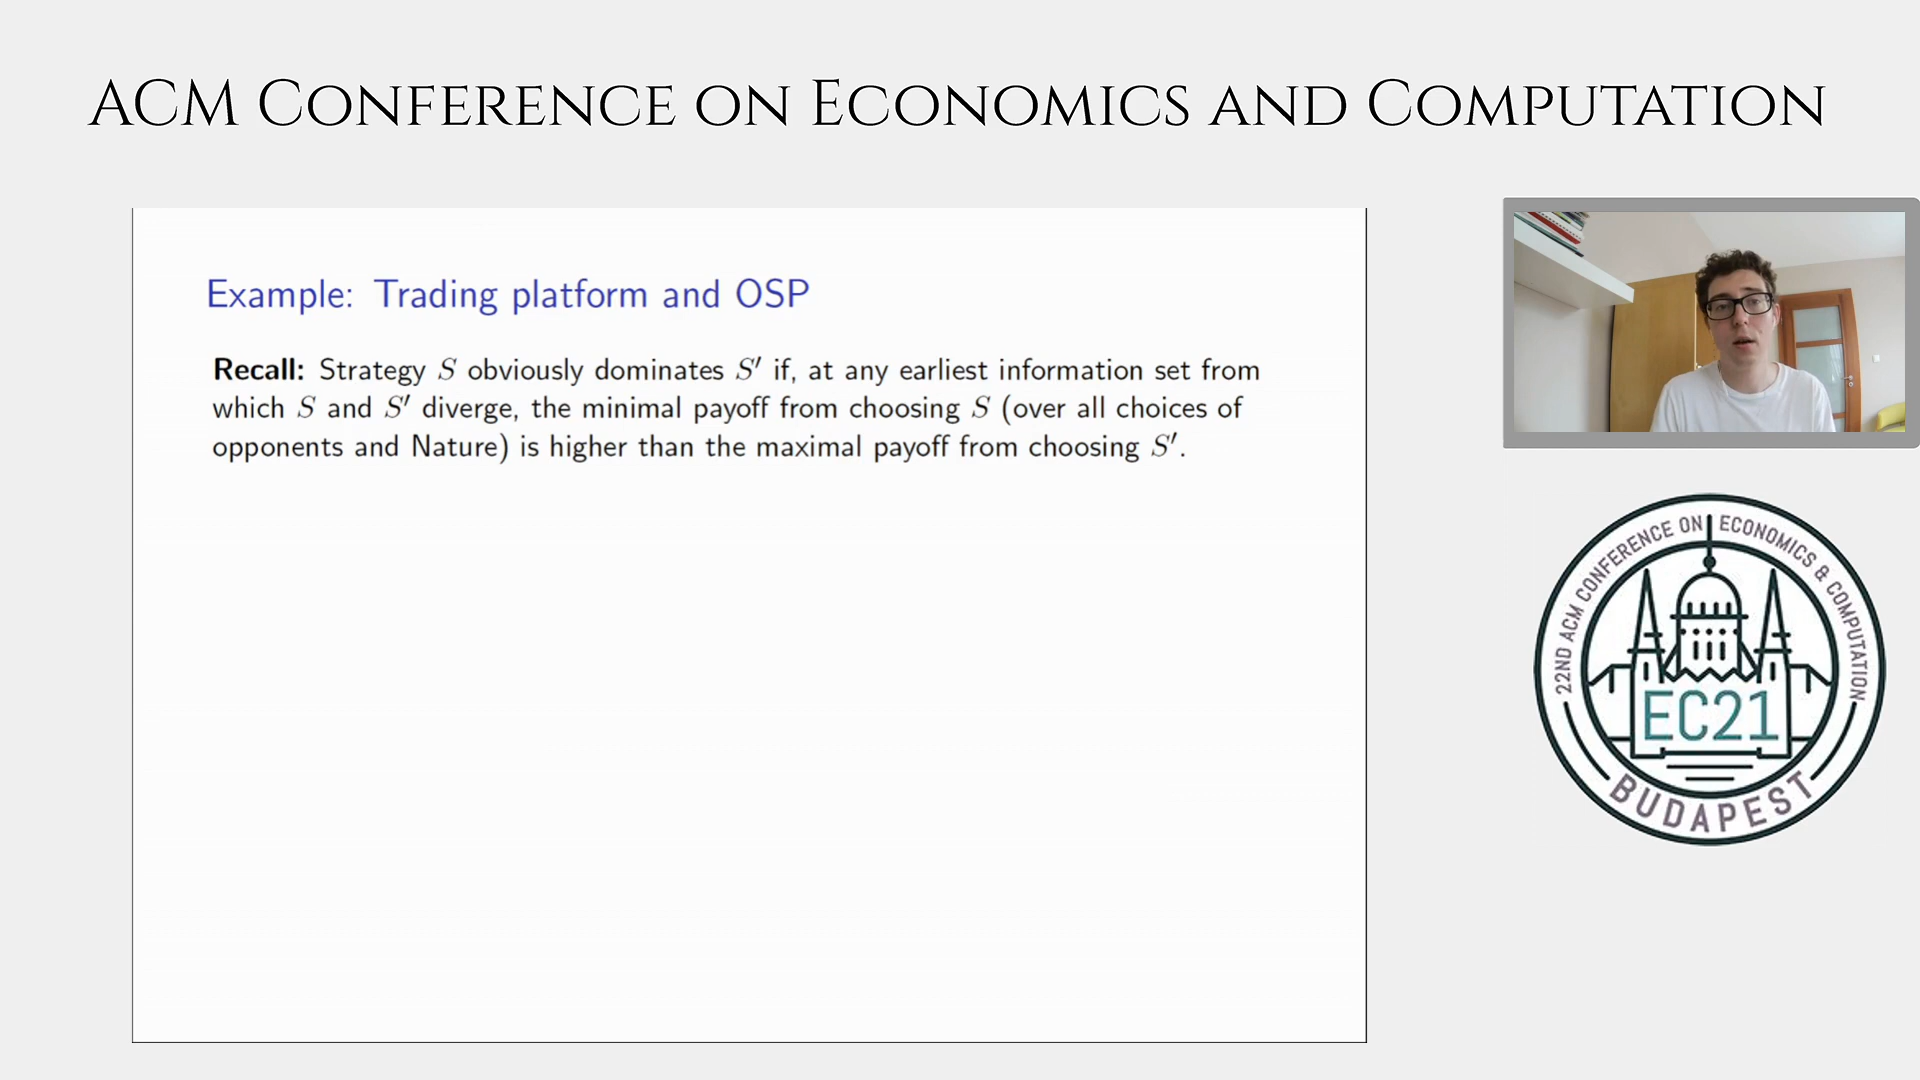 ACM Conference on Economics and Computation
Example: Trading platform and OSP
Recall: Strategy S obviously dominates S′ if, at any earliest information set from
which S and S′ diverge, the minimal payoff from choosing S (over all choices of
opponents and Nature) is higher than the maximal payoff from choosing S′.
22ND ACM CONFERENCE ON ECONOMICS & COMPUTATION
EC21
BUDAPEST